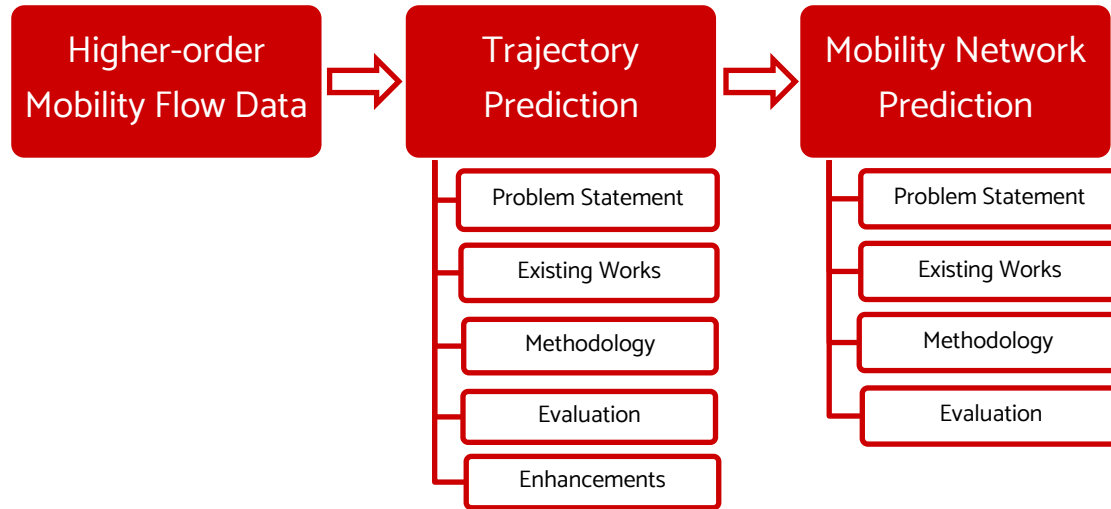 Higher-order
Mobility Flow Data
Trajectory
Prediction
Problem Statement
Existing Works
Methodology
Evaluation
Enhancements
Mobility Network
Prediction
Problem Statement
Existing Works
Methodology
Evaluation